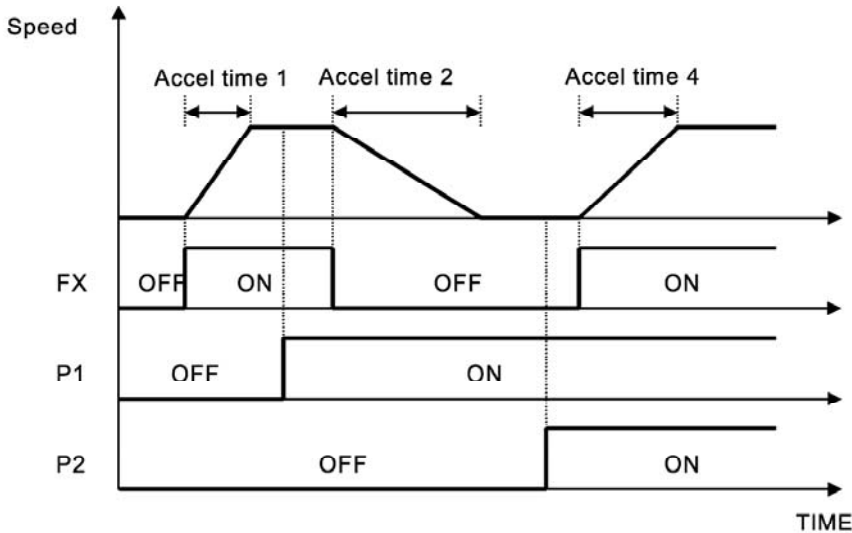 Speed
Accel time 1 Accel time 2 Accel time 4
FX OFF ON OFF ON
P1 OFF ON
P2 OFF ON
TIME